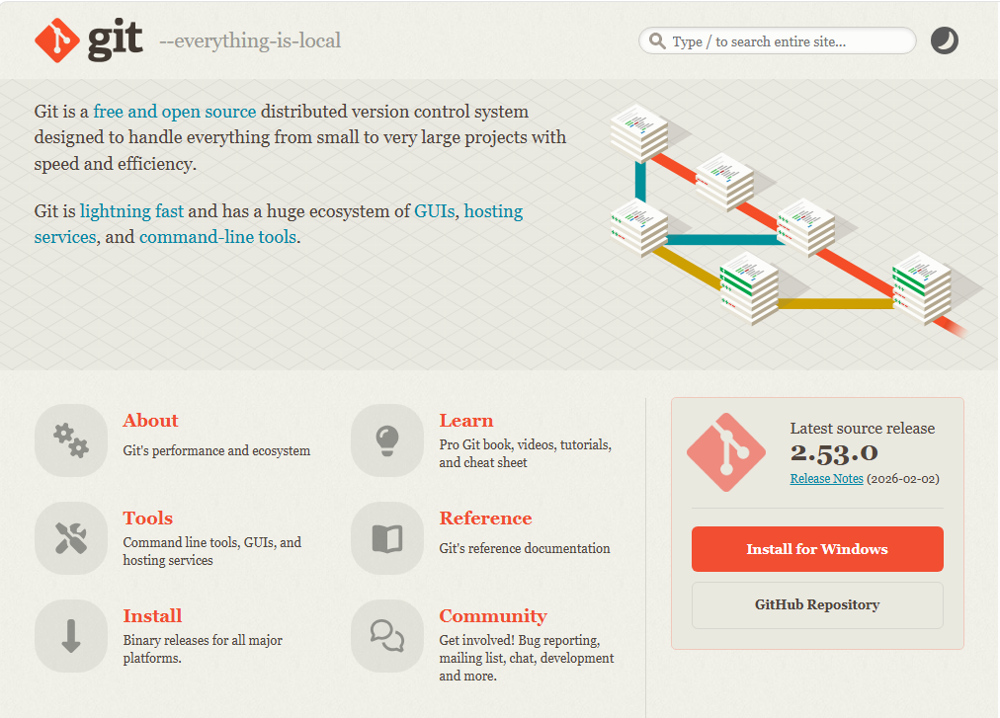 git --everything-is-local
Type / to search entire site...
Git is a free and open source distributed version control system
designed to handle everything from small to very large projects with
speed and efficiency.
Git is lightning fast and has a huge ecosystem of GUIs, hosting
services, and command-line tools.
About
Git's performance and ecosystem
Learn
Pro Git book, videos, tutorials,
and cheat sheet
Tools
Command line tools, GUIs, and
hosting services
Reference
Git's reference documentation
Install
Binary releases for all major
platforms.
Community
Get involved! Bug reporting,
mailing list, chat, development
and more.
Latest source release
2.53.0
Release Notes (2026-02-02)
Install for Windows
GitHub Repository